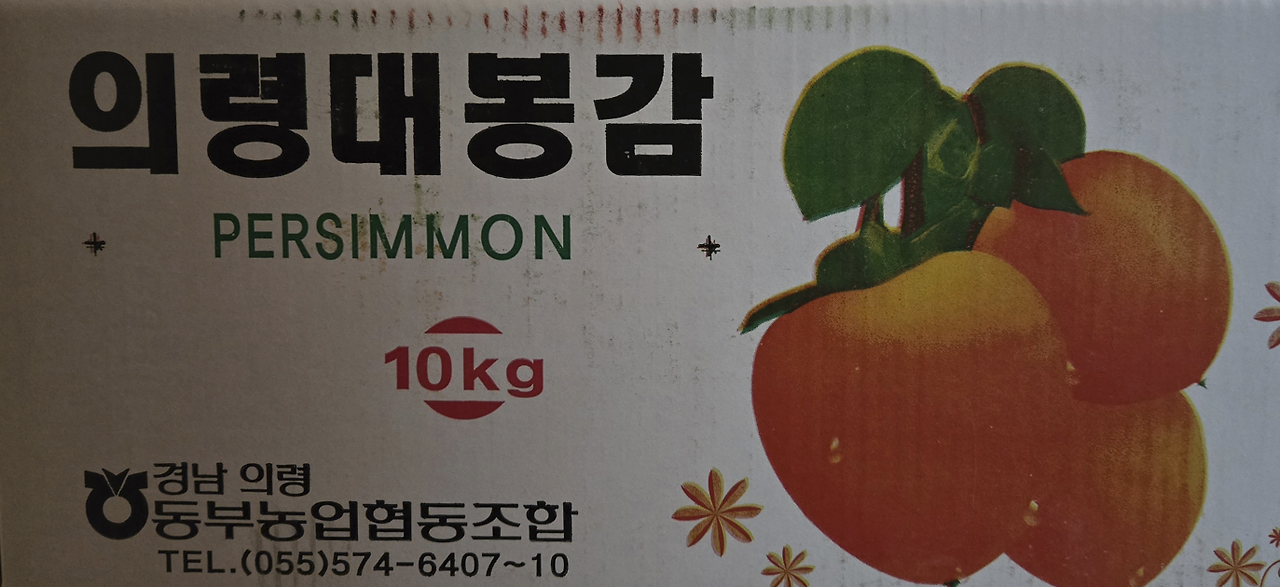 의령대봉감
PERSIMMON
10kg
경남 의령
동부농업협동조합
TEL.(055)574-6407~10